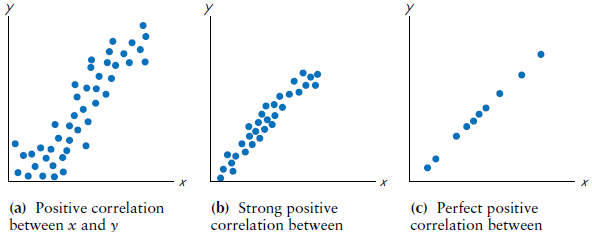 y
y
y
x
x
x
(a) Positive correlation
between x and y
(b) Strong positive
correlation between
(c) Perfect positive
correlation between